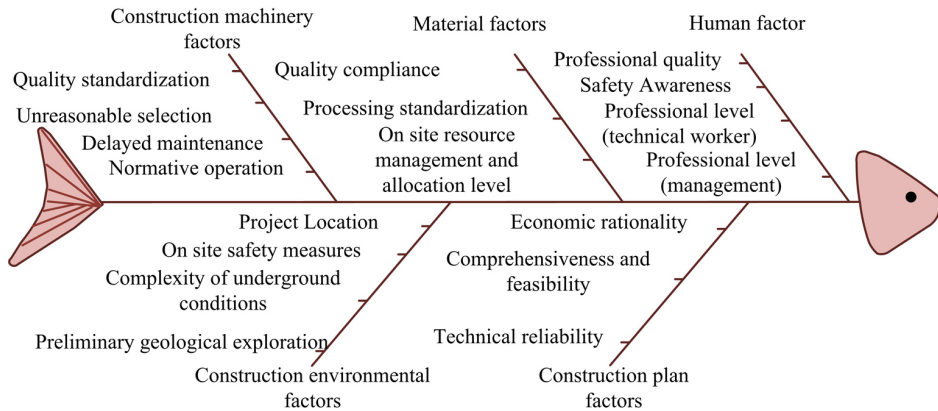 Construction machinery
factors
Quality standardization
Unreasonable selection
Delayed maintenance
Normative operation
Material factors
Quality compliance
Processing standardization
On site resource
management and
allocation level
Human factor
Professional quality
Safety Awareness
Professional level
(technical worker)
Professional level
(management)
Project Location
On site safety measures
Complexity of underground
conditions
Preliminary geological exploration
Construction environmental
factors
Economic rationality
Comprehensiveness and
feasibility
Technical reliability
Construction plan
factors